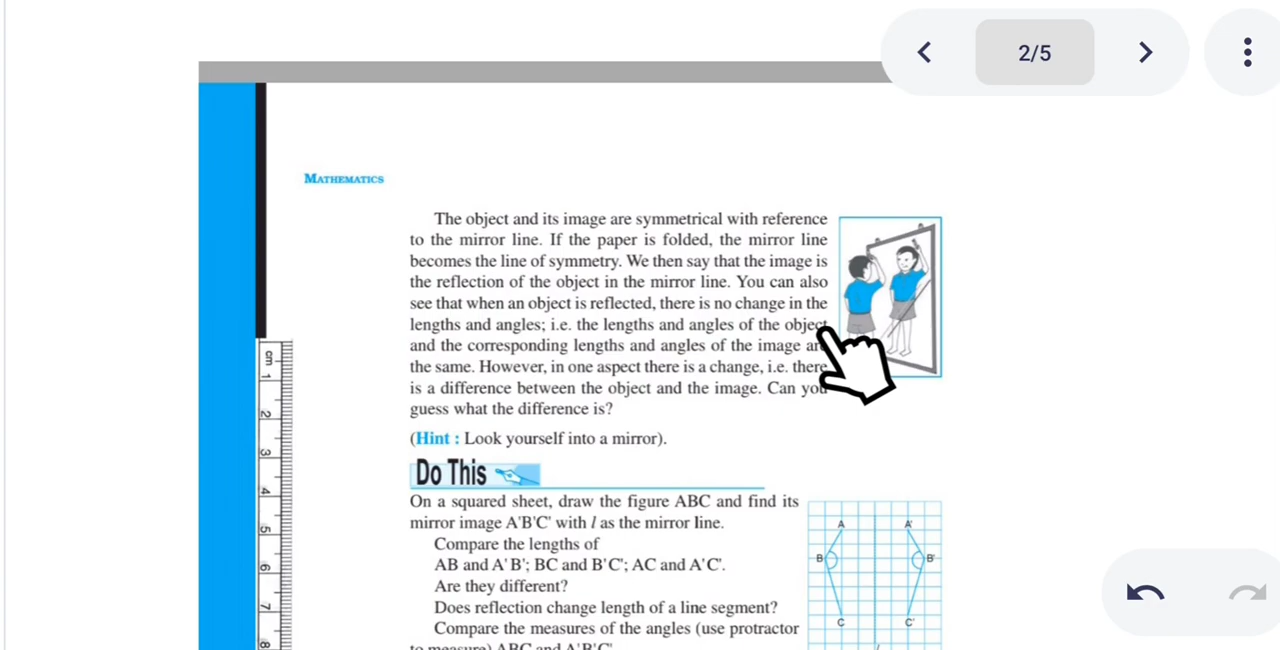 2/5
MATHEMATICS
The object and its image are symmetrical with reference
to the mirror line. If the paper is folded, the mirror line
becomes the line of symmetry. We then say that the image is
the reflection of the object in the mirror line. You can also
see that when an object is reflected, there is no change in the
lengths and angles; i.e. the lengths and angles of the object
and the corresponding lengths and angles of the image are
the same. However, in one aspect there is a change, i.e. there
is a difference between the object and the image. Can you
guess what the difference is?
(Hint : Look yourself into a mirror).
Do This
On a squared sheet, draw the figure ABC and find its
mirror image A'B'C' with l as the mirror line.
Compare the lengths of
AB and A'B'; BC and B'C'; AC and A'C'.
Are they different?
Does reflection change length of a line segment?
Compare the measures of the angles (use protractor
to measure) ABC and A'B'C'
A A'
B B'
C C'
l
cm 1 2 3 4 5 6 7 8